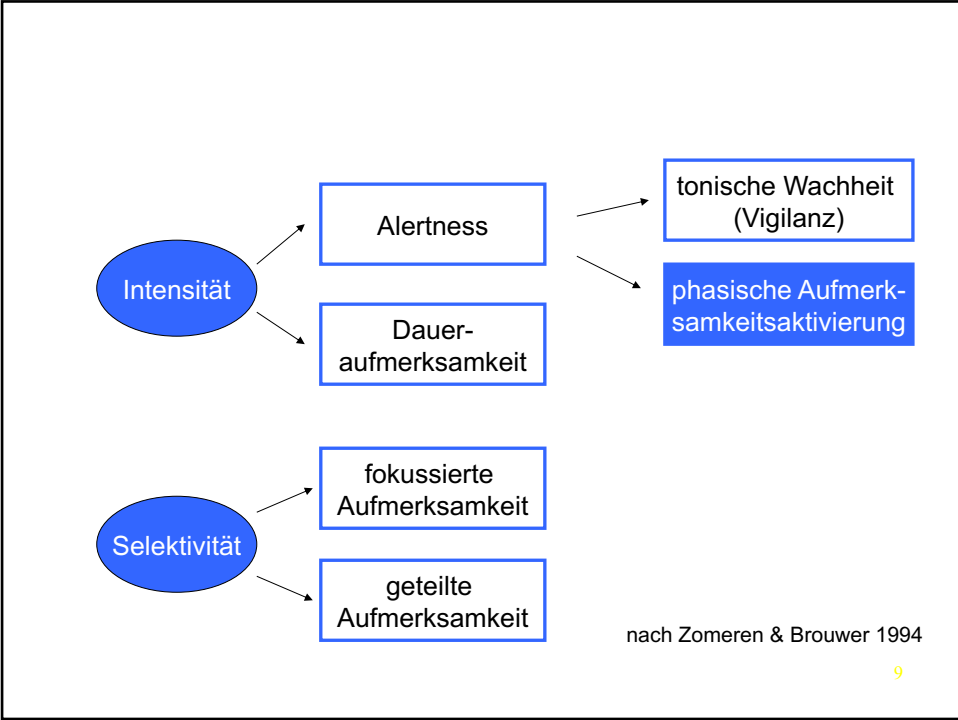 Intensität
Alertness
tonische Wachheit
(Vigilanz)
phasische Aufmerk-
samkeitsaktivierung
Dauer-
aufmerksamkeit
Selektivität
fokussierte
Aufmerksamkeit
geteilte
Aufmerksamkeit
nach Zomeren & Brouwer 1994
9